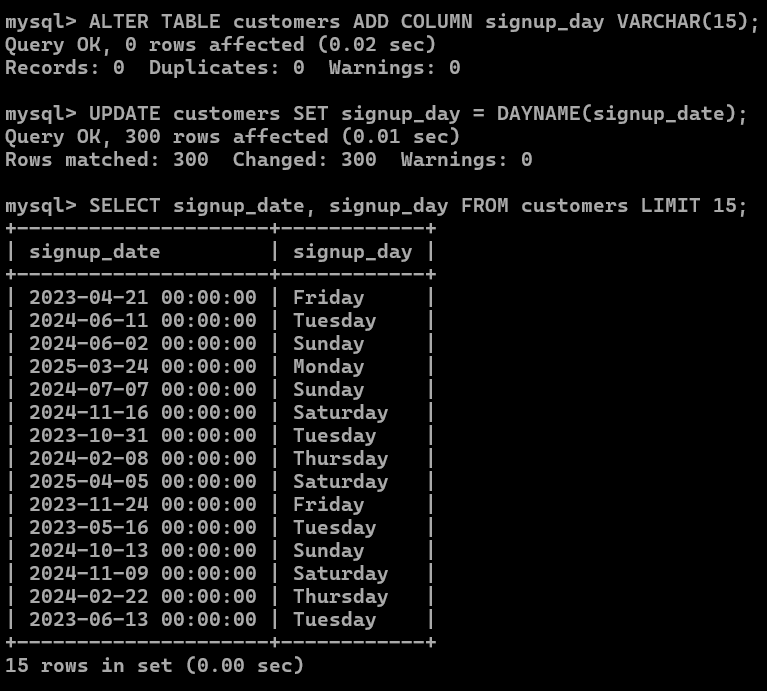 mysql> ALTER TABLE customers ADD COLUMN signup_day VARCHAR(15);
Query OK, 0 rows affected (0.02 sec)
Records: 0  Duplicates: 0  Warnings: 0

mysql> UPDATE customers SET signup_day = DAYNAME(signup_date);
Query OK, 300 rows affected (0.01 sec)
Rows matched: 300  Changed: 300  Warnings: 0

mysql> SELECT signup_date, signup_day FROM customers LIMIT 15;
+---------------------+------------+
| signup_date         | signup_day |
+---------------------+------------+
| 2023-04-21 00:00:00 | Friday     |
| 2024-06-11 00:00:00 | Tuesday    |
| 2024-06-02 00:00:00 | Sunday     |
| 2025-03-24 00:00:00 | Monday     |
| 2024-07-07 00:00:00 | Sunday     |
| 2024-11-16 00:00:00 | Saturday   |
| 2023-10-31 00:00:00 | Tuesday    |
| 2024-02-08 00:00:00 | Thursday   |
| 2025-04-05 00:00:00 | Saturday   |
| 2023-11-24 00:00:00 | Friday     |
| 2023-05-16 00:00:00 | Tuesday    |
| 2024-10-13 00:00:00 | Sunday     |
| 2024-11-09 00:00:00 | Saturday   |
| 2024-02-22 00:00:00 | Thursday   |
| 2023-06-13 00:00:00 | Tuesday    |
+---------------------+------------+
15 rows in set (0.00 sec)